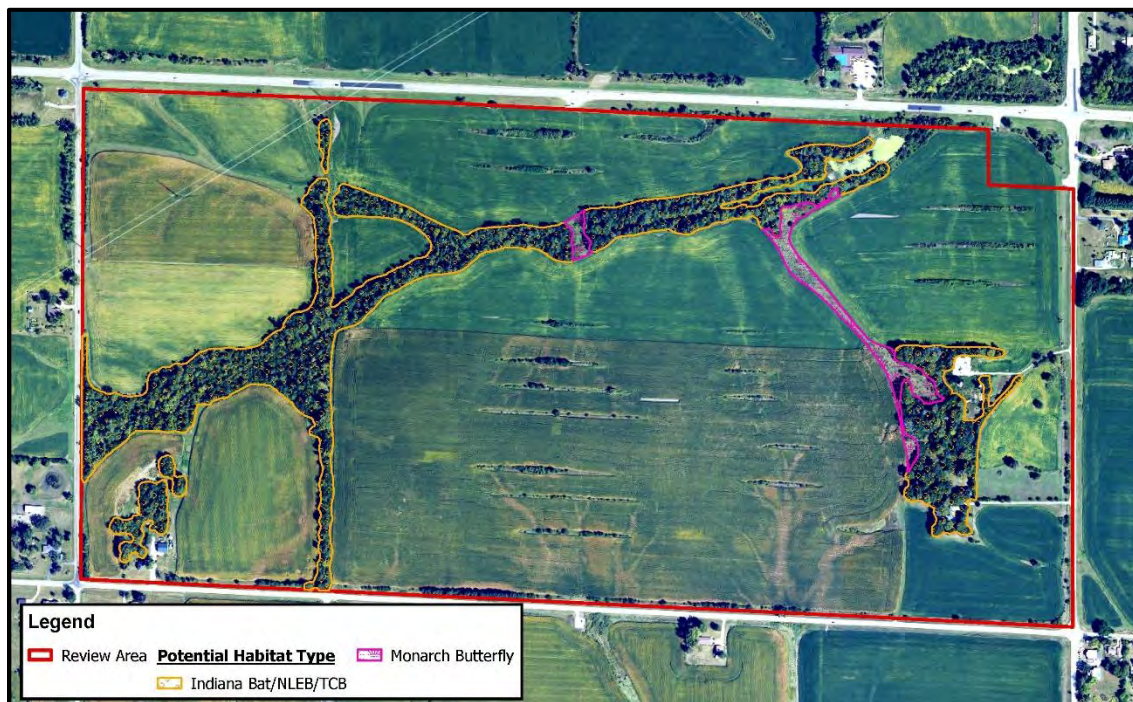 Legend
Review Area Potential Habitat Type Monarch Butterfly
Indiana Bat/NLEB/TCB